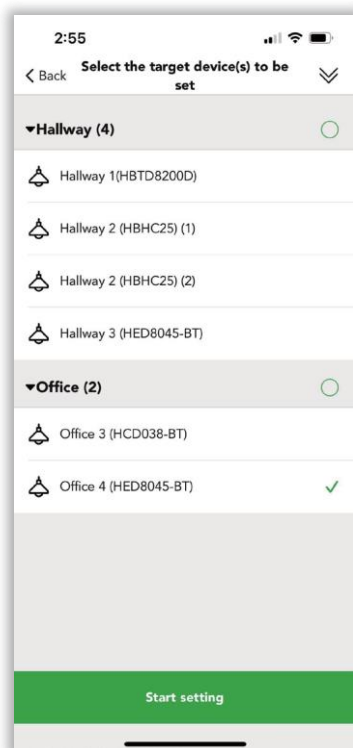 2:55
Back
Select the target device(s) to be
set
Hallway (4)
Hallway 1(HBTD8200D)
Hallway 2 (HBHC25) (1)
Hallway 2 (HBHC25) (2)
Hallway 3 (HED8045-BT)
Office (2)
Office 3 (HCD038-BT)
Office 4 (HED8045-BT)
Start setting